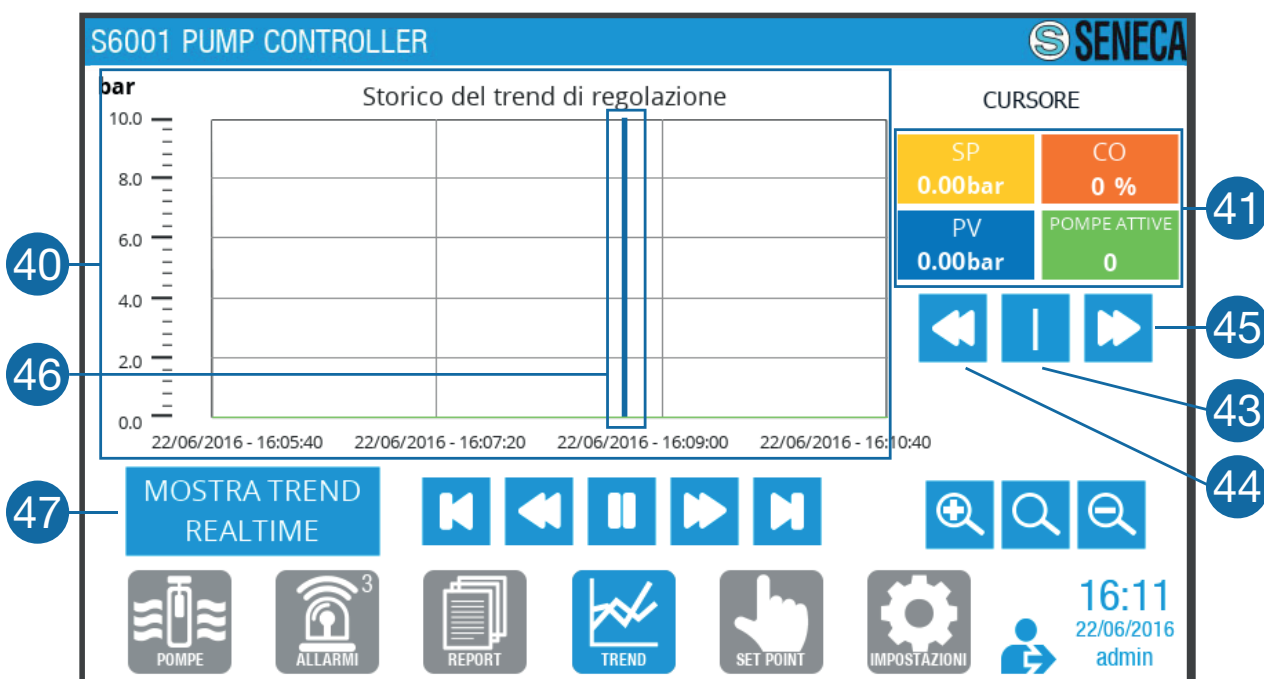 S6001 PUMP CONTROLLER
S SENECA
bar
Storico del trend di regolazione
CURSORE
10.0
8.0
6.0
4.0
2.0
0.0
22/06/2016 - 16:05:40
22/06/2016 - 16:07:20
22/06/2016 - 16:09:00
22/06/2016 - 16:10:40
SP
0.00bar
CO
0 %
PV
0.00bar
POMPE ATTIVE
0
40
46
47
41
45
43
44
MOSTRA TREND
REALTIME
POMPE
3
ALLARMI
REPORT
TREND
SET POINT
IMPOSTAZIONI
16:11
22/06/2016
admin